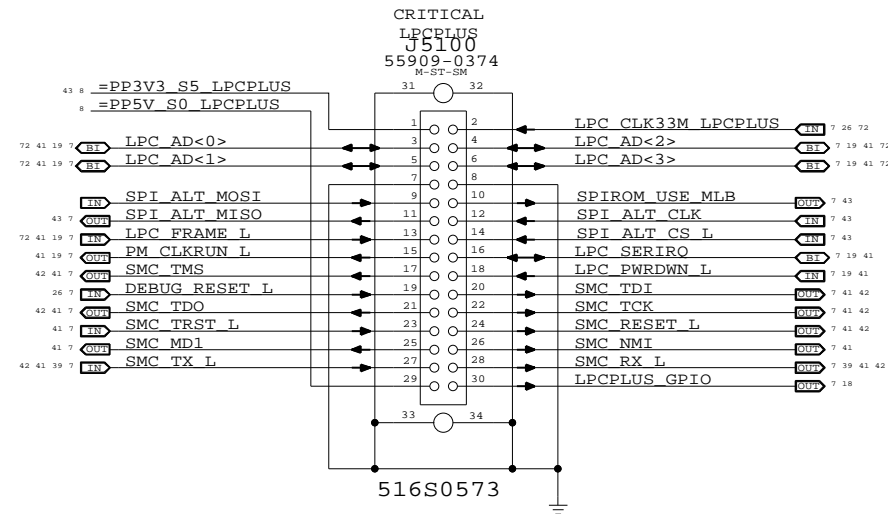 CRITICAL
LPCPLUS
J5100
55909-0374
M-ST-SM
31 32
43 8 =PP3V3_S5_LPCPLUS
8 =PP5V_S0_LPCPLUS
1 2 LPC_CLK33M_LPCPLUS IN 7 26 72
72 41 19 7 BI LPC_AD<0> 3 4 LPC_AD<2> BI 7 19 41 72
72 41 19 7 BI LPC_AD<1> 5 6 LPC_AD<3> BI 7 19 41 72
7 8
IN SPI_ALT_MOSI 9 10 SPIROM_USE_MLB OUT 7 43
43 7 OUT SPI_ALT_MISO 11 12 SPI_ALT_CLK IN 7 43
72 41 19 7 IN LPC_FRAME_L 13 14 SPI_ALT_CS_L IN 7 43
41 19 7 OUT PM_CLKRUN_L 15 16 LPC_SERIRQ BI 7 19 41
42 41 7 OUT SMC_TMS 17 18 LPC_PWRDWN_L IN 7 19 41
26 7 IN DEBUG_RESET_L 19 20 SMC_TDI OUT 7 41 42
42 41 7 OUT SMC_TDO 21 22 SMC_TCK OUT 7 41 42
41 7 IN SMC_TRST_L 23 24 SMC_RESET_L OUT 7 41 42
41 7 OUT SMC_MD1 25 26 SMC_NMI OUT 7 41
42 41 39 7 IN SMC_TX_L 27 28 SMC_RX_L OUT 7 39 41 42
29 30 LPCPLUS_GPIO OUT 7 18
33 34
516S0573